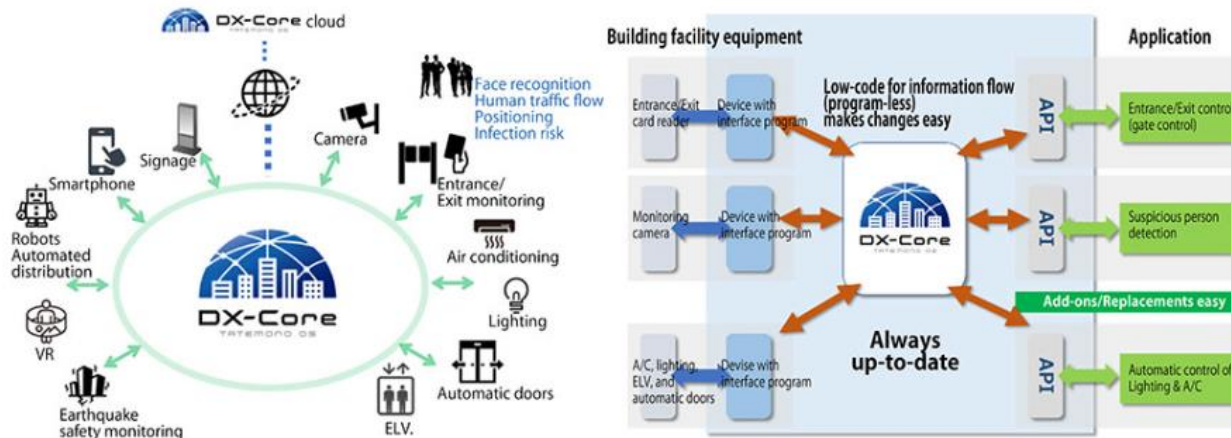 DX-Core cloud
TATEMONO OS
Face recognition
Human traffic flow
Positioning
Infection risk
Camera
Signage
Smartphone
Entrance/
Exit monitoring
Robots
Automated
distribution
Air conditioning
DX-Core
TATEMONO OS
Lighting
VR
Automatic doors
Earthquake
safety monitoring
ELV.
Building facility equipment
Application
Low-code for information flow
(program-less)
makes changes easy
Entrance/Exit
card reader
Device with
interface program
API
Entrance/Exit control
(gate control)
Monitoring
camera
Device with
interface program
DX-Core
TATEMONO OS
API
Suspicious person
detection
Add-ons/Replacements easy
Always
up-to-date
A/C, lighting,
ELV, and
automatic doors
Devise with
interface program
API
Automatic control of
Lighting & A/C